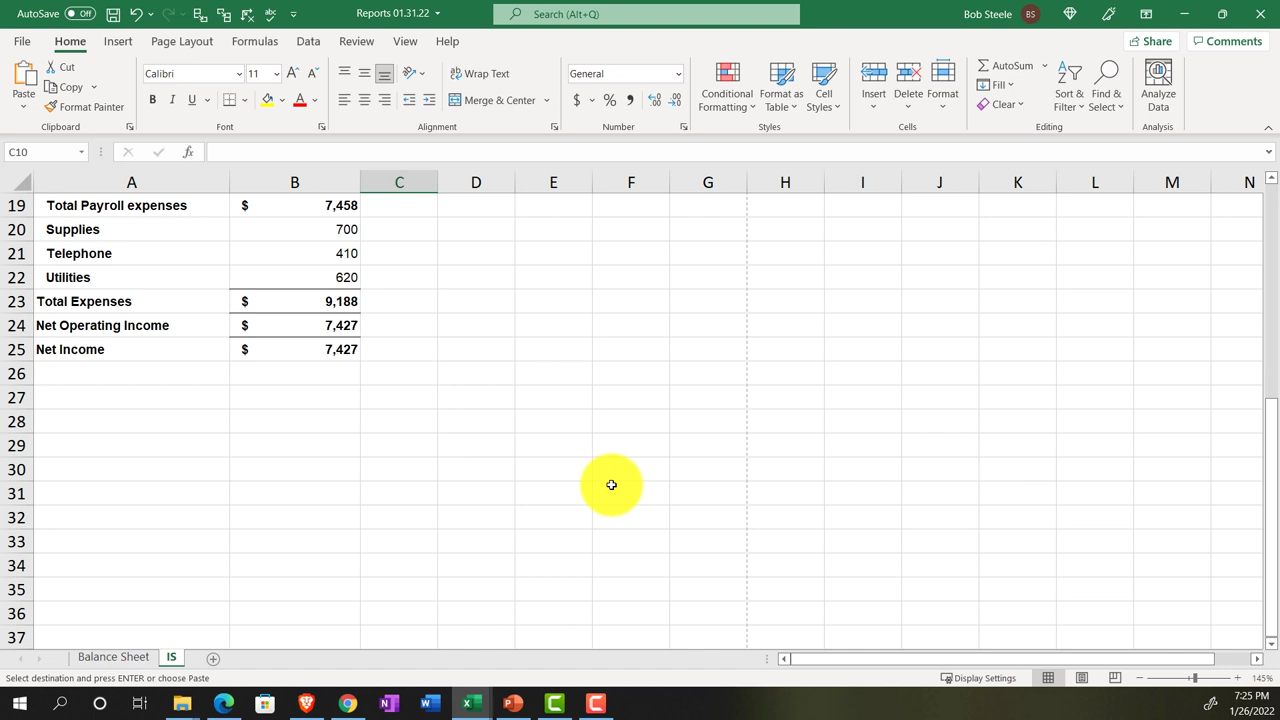 AutoSave Off Reports 01.31.22 Search (Alt+Q) Bob Steele BS
File Home Insert Page Layout Formulas Data Review View Help Share Comments
Paste Cut Copy Format Painter
Calibri 11 Wrap Text Merge & Center General
B I U A $ % Conditional Formatting Format as Table Cell Styles
Insert Delete Format AutoSum Fill Clear Sort & Filter Find & Select Analyze Data
Clipboard Font Alignment Number Styles Cells Editing Analysis
C10 fx
A B C D E F G H I J K L M N
19 Total Payroll expenses $ 7,458
20 Supplies 700
21 Telephone 410
22 Utilities 620
23 Total Expenses $ 9,188
24 Net Operating Income $ 7,427
25 Net Income $ 7,427
26
27
28
29
30
31
32
33
34
35
36
37
Balance Sheet IS
Select destination and press ENTER or choose Paste Display Settings 145%
7:25 PM
1/26/2022